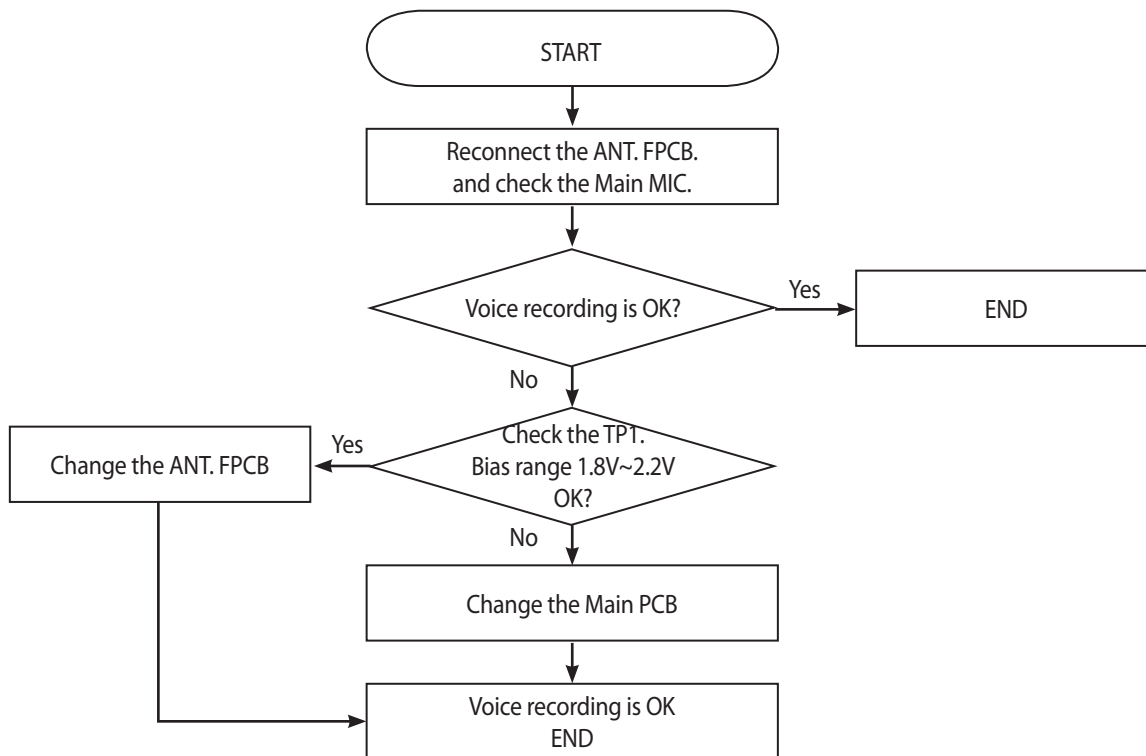 START
Reconnect the ANT. FPCB.
and check the Main MIC.
Voice recording is OK?
Yes
END
No
Check the TP1.
Bias range 1.8V~2.2V
OK?
Yes
Change the ANT. FPCB
No
Change the Main PCB
Voice recording is OK
END